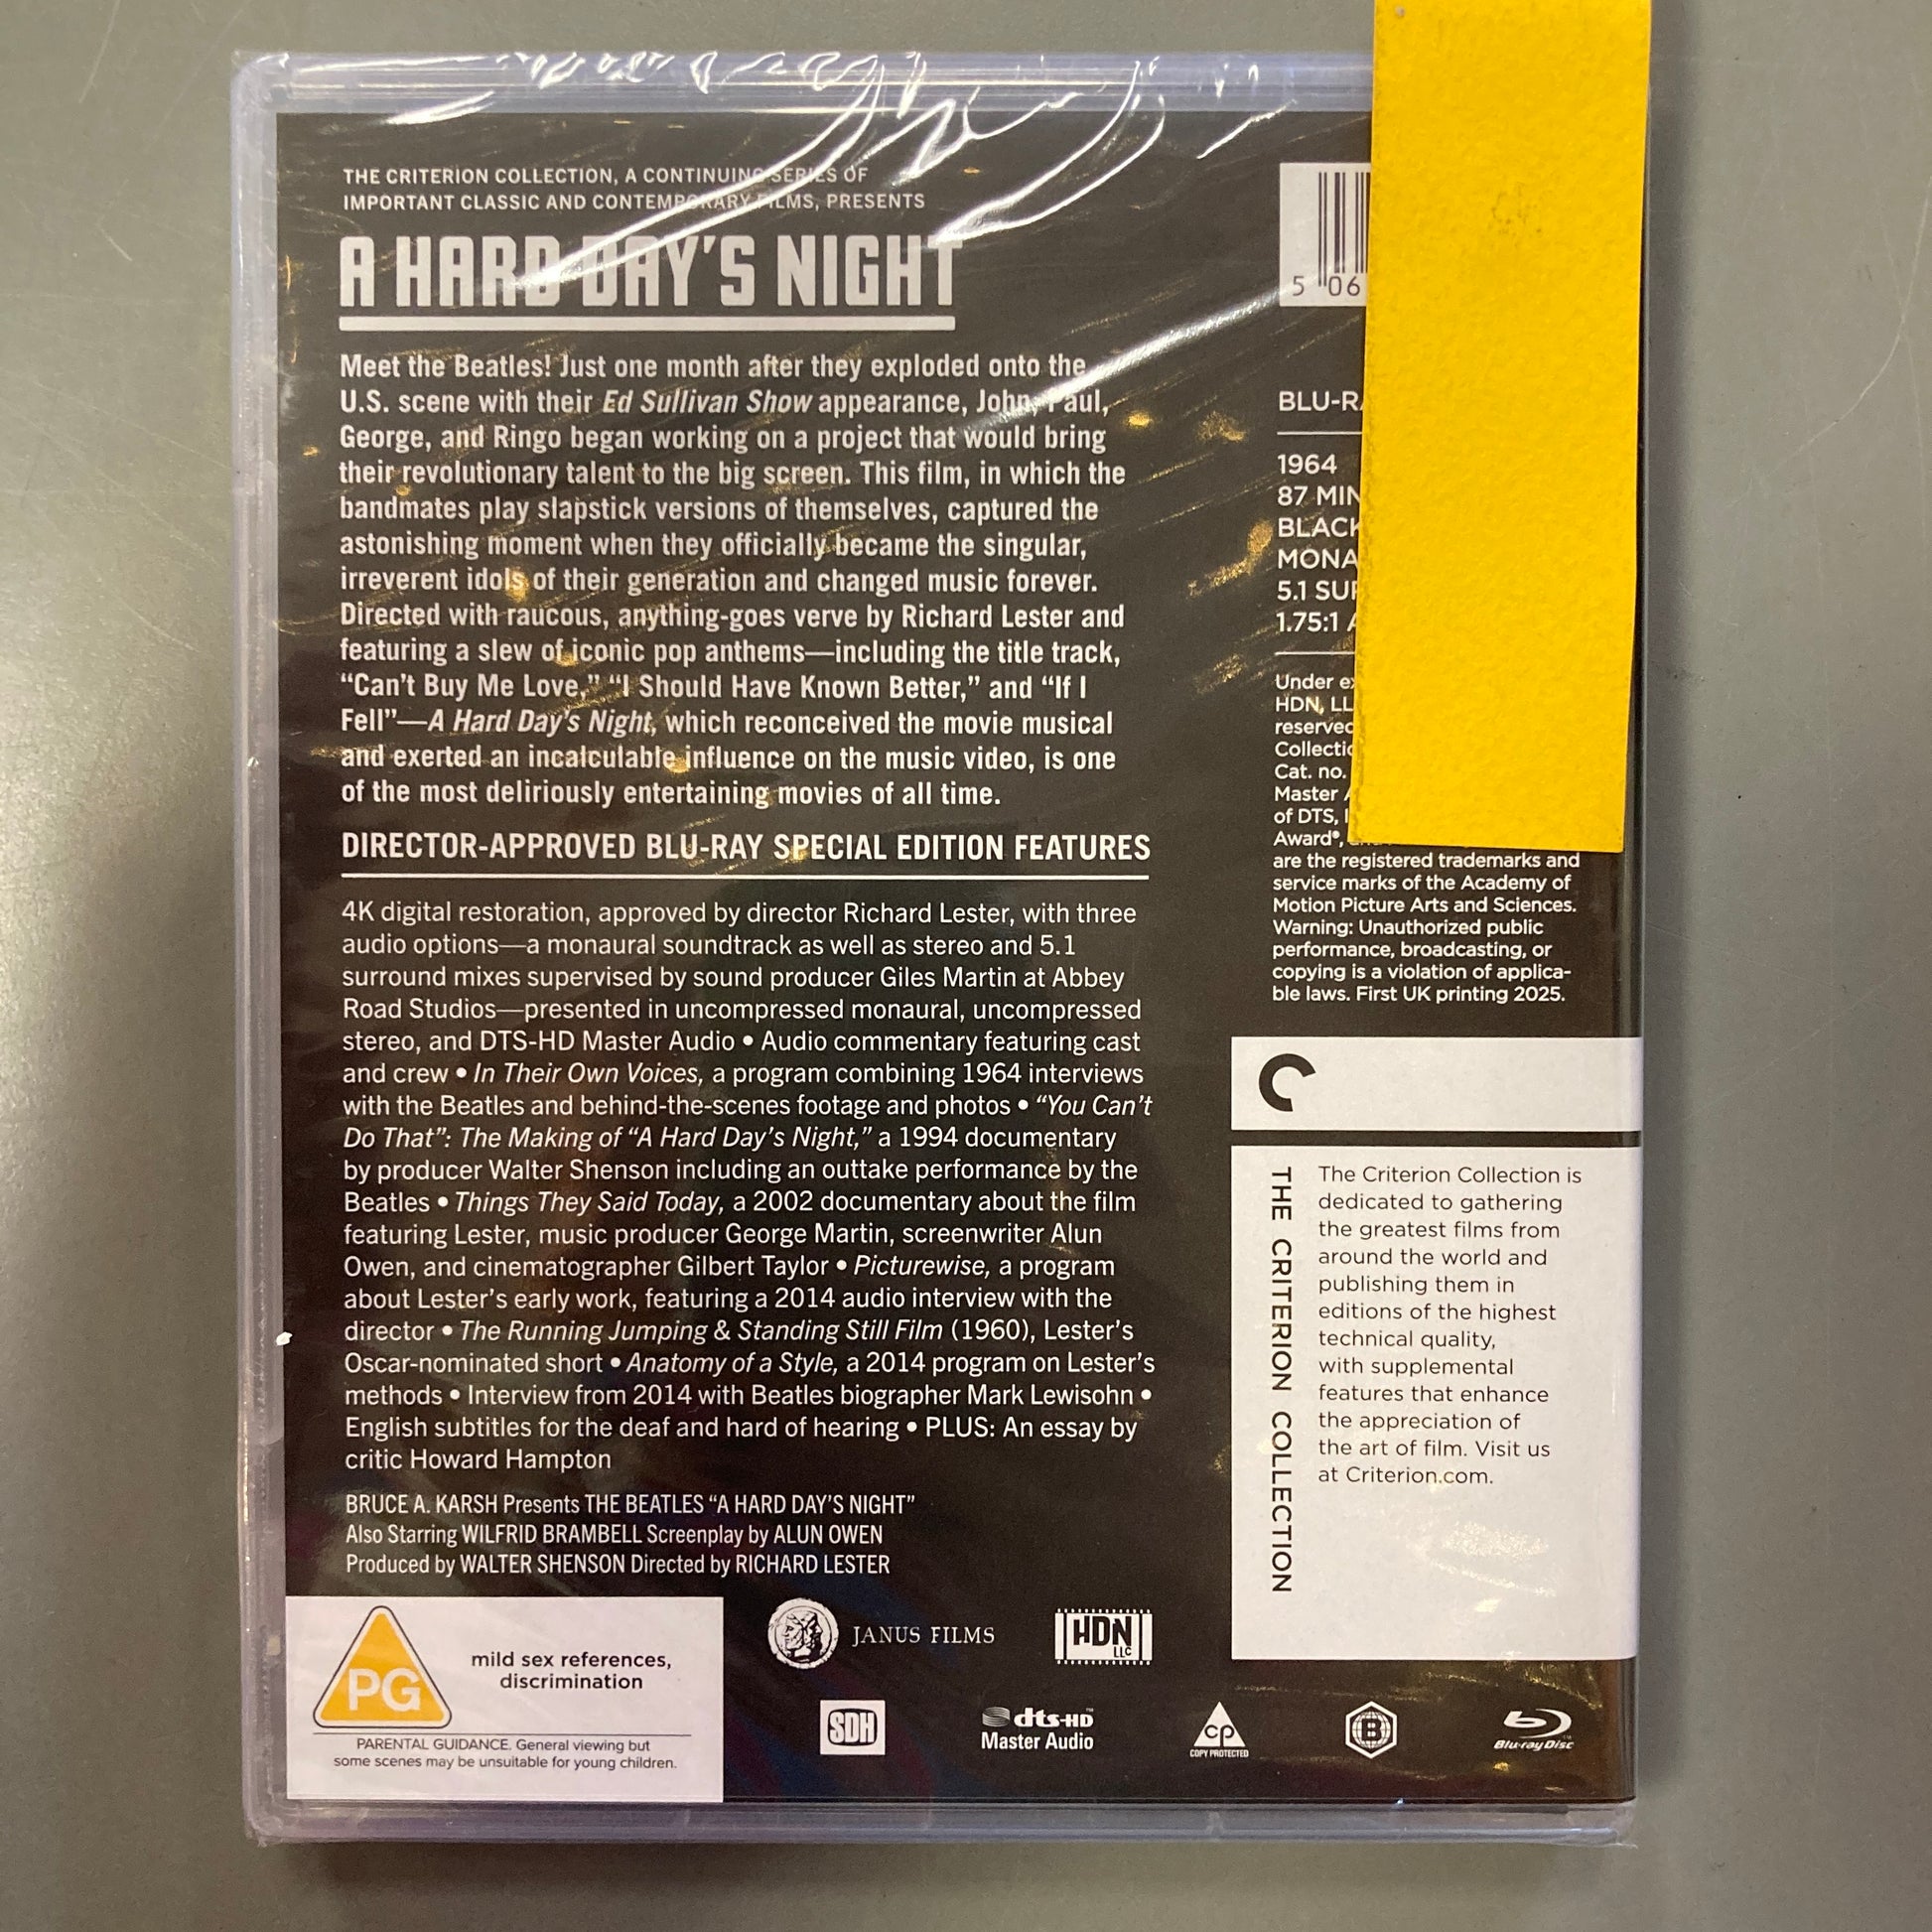 THE CRITERION COLLECTION, A CONTINUING SERIES OF
IMPORTANT CLASSIC AND CONTEMPORARY FILMS, PRESENTS
A HARD DAY'S NIGHT
Meet the Beatles! Just one month after they exploded onto the
U.S. scene with their Ed Sullivan Show appearance, John, Paul,
George, and Ringo began working on a project that would bring
their revolutionary talent to the big screen. This film, in which the
bandmates play slapstick versions of themselves, captured the
astonishing moment when they officially became the singular,
irreverent idols of their generation and changed music forever.
Directed with raucous, anything-goes verve by Richard Lester and
featuring a slew of iconic pop anthems—including the title track,
“Can't Buy Me Love,” “I Should Have Known Better,” and “If I
Fell”—A Hard Day's Night, which reconceived the movie musical
and exerted an incalculable influence on the music video, is one
of the most deliriously entertaining movies of all time.
DIRECTOR-APPROVED BLU-RAY SPECIAL EDITION FEATURES
4K digital restoration, approved by director Richard Lester, with three
audio options—a monaural soundtrack as well as stereo and 5.1
surround mixes supervised by sound producer Giles Martin at Abbey
Road Studios—presented in uncompressed monaural, uncompressed
stereo, and DTS-HD Master Audio • Audio commentary featuring cast
and crew • In Their Own Voices, a program combining 1964 interviews
with the Beatles and behind-the-scenes footage and photos • “You Can't
Do That”: The Making of “A Hard Day's Night,” a 1994 documentary
by producer Walter Shenson including an outtake performance by the
Beatles • Things They Said Today, a 2002 documentary about the film
featuring Lester, music producer George Martin, screenwriter Alun
Owen, and cinematographer Gilbert Taylor • Picturewise, a program
about Lester's early work, featuring a 2014 audio interview with the
director • The Running Jumping & Standing Still Film (1960), Lester's
Oscar-nominated short • Anatomy of a Style, a 2014 program on Lester's
methods • Interview from 2014 with Beatles biographer Mark Lewisohn •
English subtitles for the deaf and hard of hearing • PLUS: An essay by
critic Howard Hampton
BRUCE A. KARSH Presents THE BEATLES “A HARD DAY'S NIGHT”
Also Starring WILFRID BRAMBELL Screenplay by ALUN OWEN
Produced by WALTER SHENSON Directed by RICHARD LESTER
PG
mild sex references,
discrimination
PARENTAL GUIDANCE. General viewing but
some scenes may be unsuitable for young children.
JANUS FILMS
HDN
LLC
SDH
dts-HD
Master Audio
CP
COPY PROTECTED
B
Blu-ray Disc
5 06
1964
87 MIN
BLACK
5.1
1.75:1
Under
HDN,
Cat. no.
Master
of DTS,
Award®,
are the registered trademarks and
service marks of the Academy of
Motion Picture Arts and Sciences.
Warning: Unauthorized public
performance, broadcasting, or
copying is a violation of applica-
ble laws. First UK printing 2025.
C
THE CRITERION COLLECTION
The Criterion Collection is
dedicated to gathering
the greatest films from
around the world and
publishing them in
editions of the highest
technical quality,
with supplemental
features that enhance
the appreciation of
the art of film. Visit us
at Criterion.com.